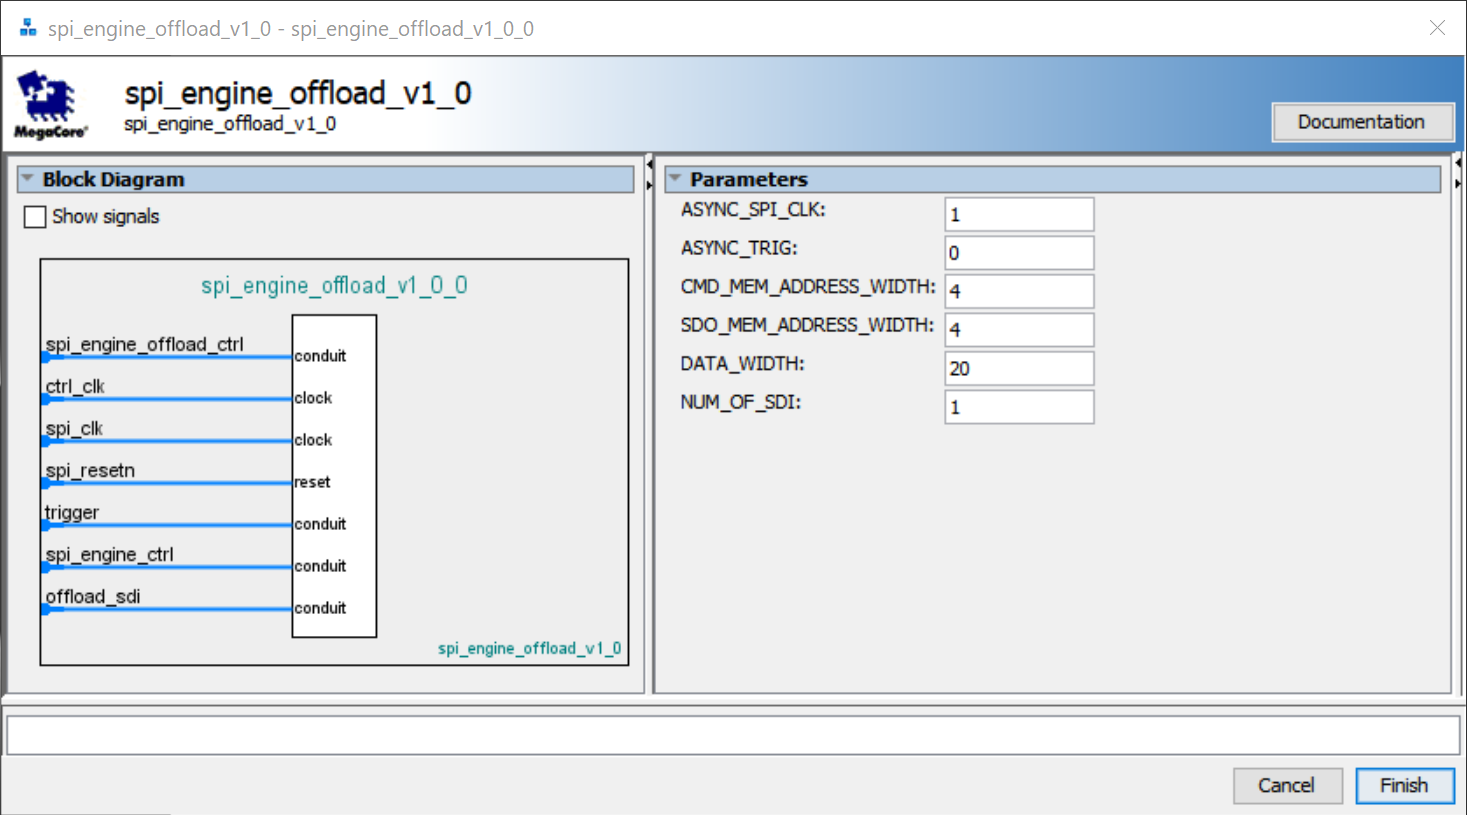 spi_engine_offload_v1_0 - spi_engine_offload_v1_0_0
MegaCore®
spi_engine_offload_v1_0
spi_engine_offload_v1_0
Documentation
Block Diagram
Show signals
spi_engine_offload_v1_0_0
spi_engine_offload_ctrl
conduit
ctrl_clk
clock
spi_clk
clock
spi_resetn
reset
trigger
conduit
spi_engine_ctrl
conduit
offload_sdi
conduit
spi_engine_offload_v1_0
Parameters
ASYNC_SPI_CLK: 1
ASYNC_TRIG: 0
CMD_MEM_ADDRESS_WIDTH: 4
SDO_MEM_ADDRESS_WIDTH: 4
DATA_WIDTH: 20
NUM_OF_SDI: 1
Cancel
Finish